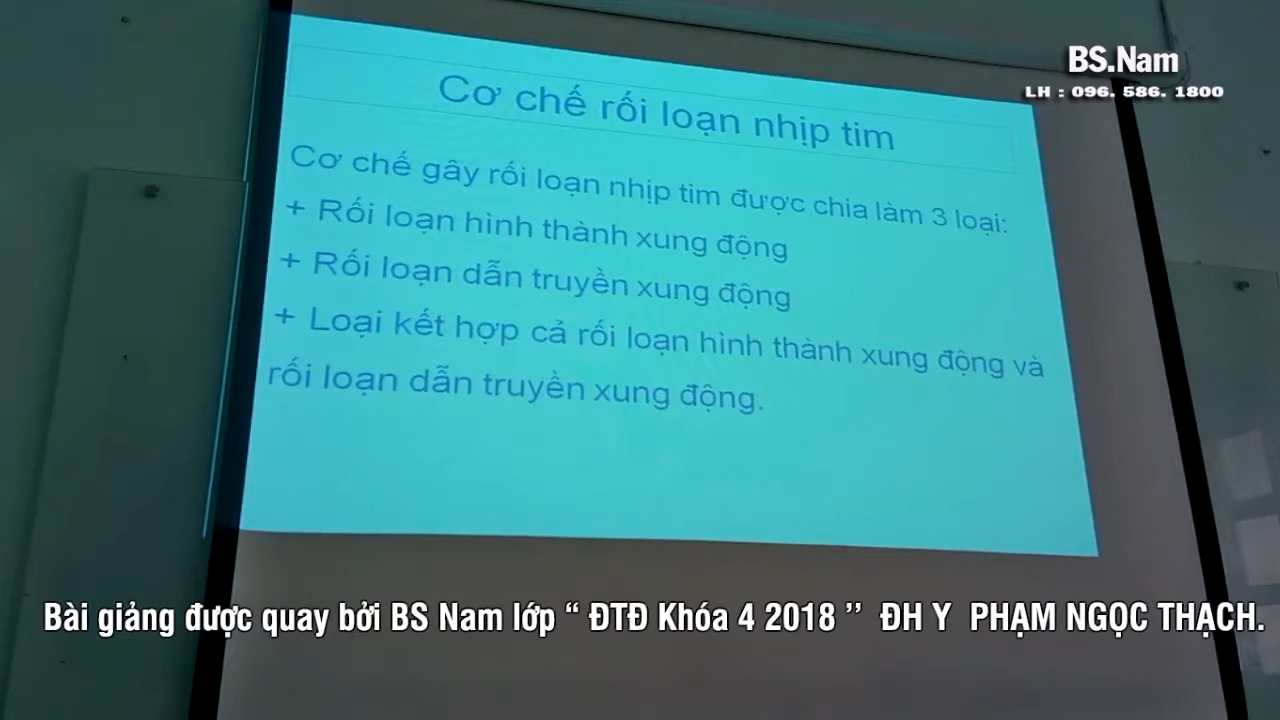 BS.Nam
LH : 096. 586. 1800
Cơ chế rối loạn nhịp tim
Cơ chế gây rối loạn nhịp tim được chia làm 3 loại:
+ Rối loạn hình thành xung động
+ Rối loạn dẫn truyền xung động
+ Loại kết hợp cả rối loạn hình thành xung động và
rối loạn dẫn truyền xung động.
Bài giảng được quay bởi BS Nam lớp “ ĐTĐ Khóa 4 2018 ” ĐH Y PHẠM NGỌC THẠCH.